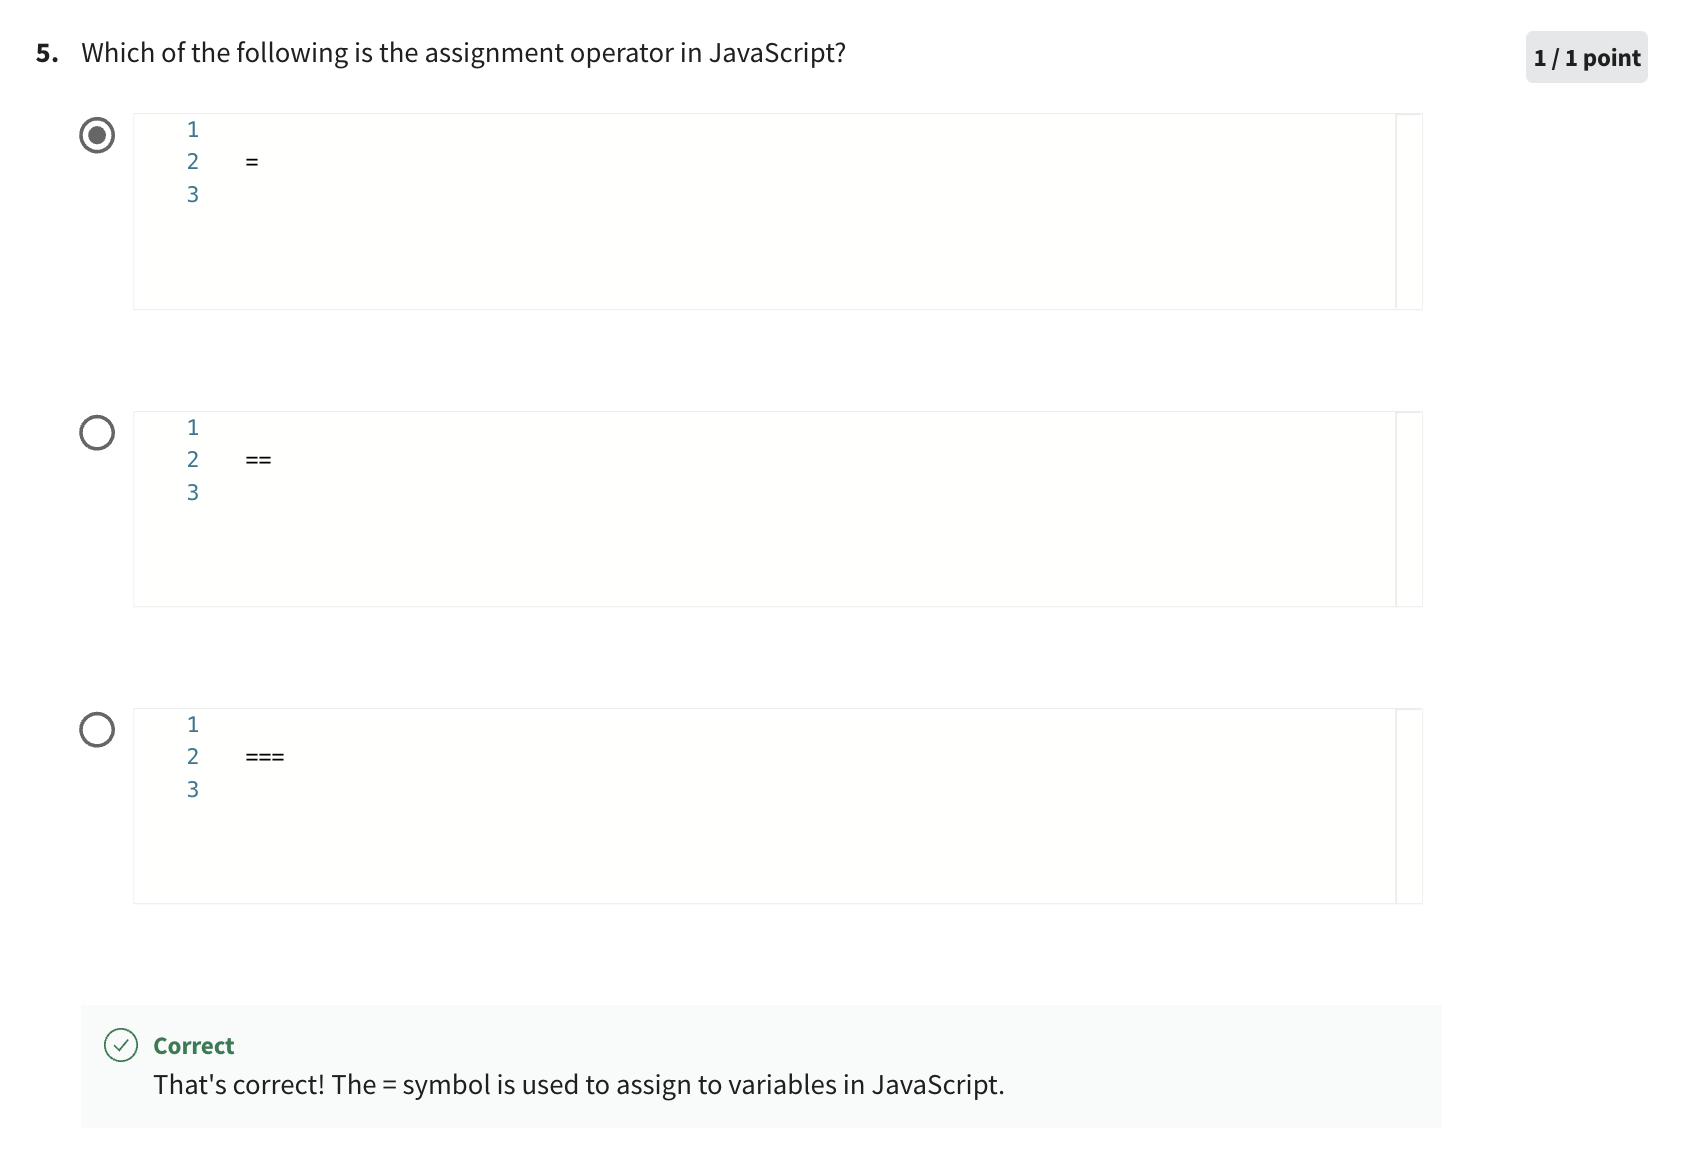 5. Which of the following is the assignment operator in JavaScript?
1 / 1 point
1
2 =
3
1
2 ==
3
1
2 ===
3
Correct
That's correct! The = symbol is used to assign to variables in JavaScript.